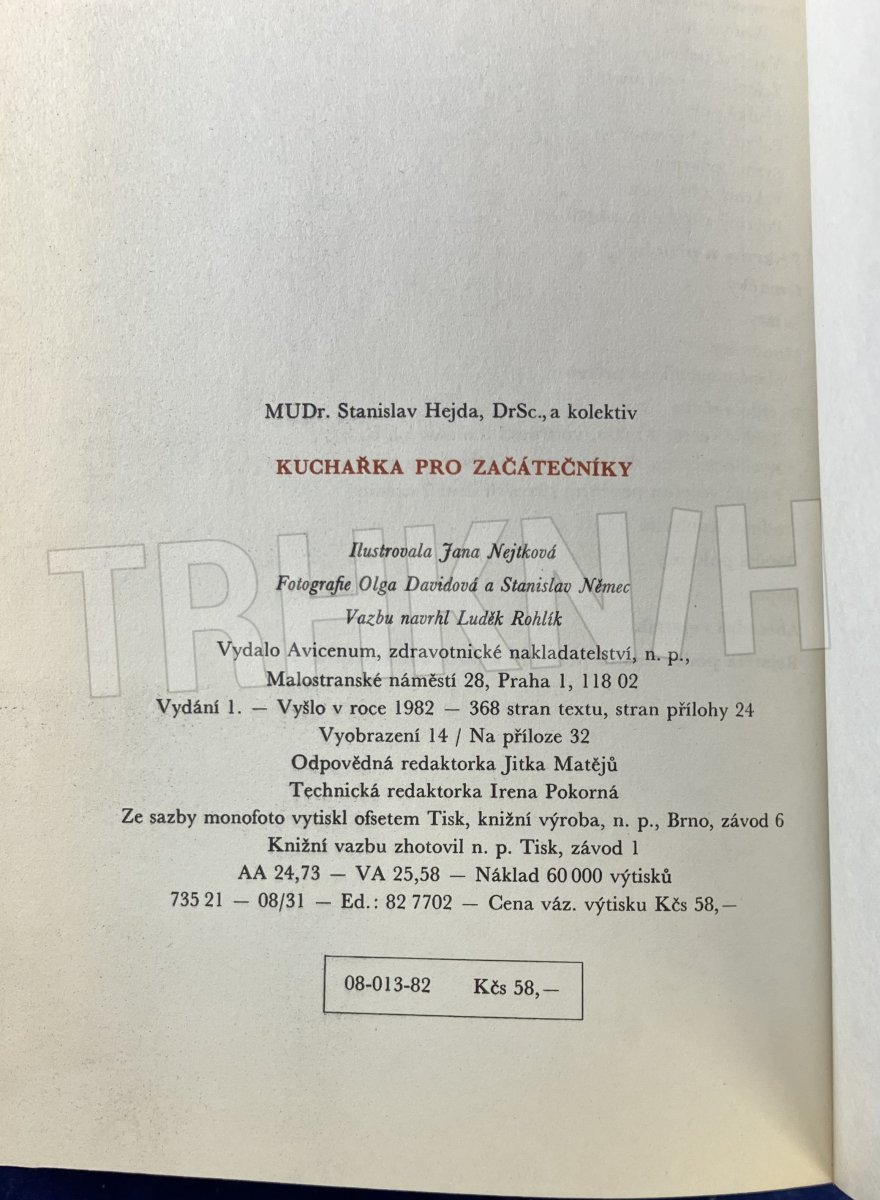 MUDr. Stanislav Hejda, DrSc., a kolektiv
KUCHAŘKA PRO ZAČÁTEČNÍKY
Ilustrovala Jana Nejtková
Fotografie Olga Davidová a Stanislav Němec
Vazbu navrhl Luděk Rohlík
Vydalo Avicenum, zdravotnické nakladatelství, n. p.,
Malostranské náměstí 28, Praha 1, 118 02
Vydání 1. — Vyšlo v roce 1982 — 368 stran textu, stran přílohy 24
Vyobrazení 14 / Na příloze 32
Odpovědná redaktorka Jitka Matějů
Technická redaktorka Irena Pokorná
Ze sazby monofoto vytiskl ofsetem Tisk, knižní výroba, n. p., Brno, závod 6
Knižní vazbu zhotovil n. p. Tisk, závod 1
AA 24,73 — VA 25,58 — Náklad 60 000 výtisků
735 21 — 08/31 — Ed.: 82 7702 — Cena váz. výtisku Kčs 58,—
08-013-82 Kčs 58,—
TRHKN/H